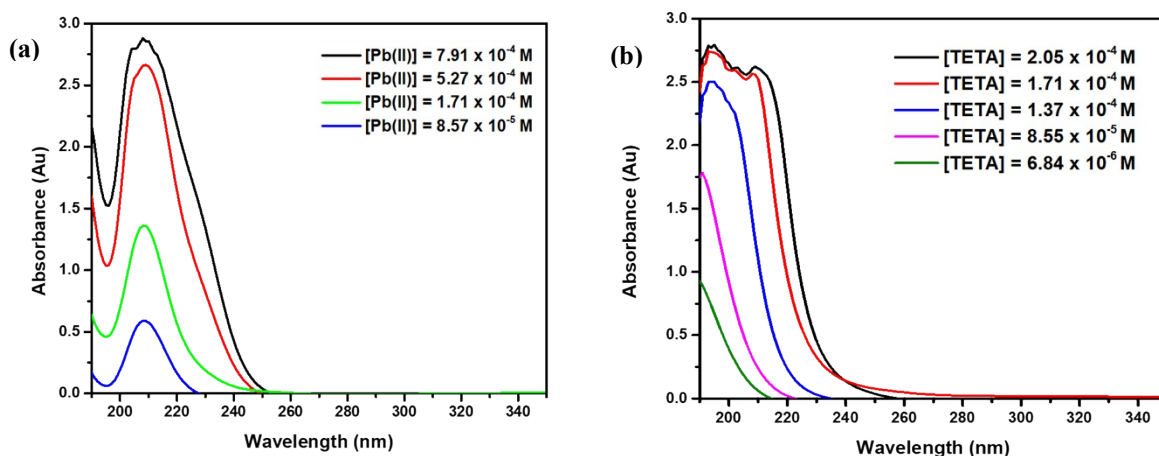 (a)
3.0
2.5
2.0
1.5
1.0
0.5
0.0
Absorbance (Au)
[Pb(II)] = 7.91 x 10⁻⁴ M
[Pb(II)] = 5.27 x 10⁻⁴ M
[Pb(II)] = 1.71 x 10⁻⁴ M
[Pb(II)] = 8.57 x 10⁻⁵ M
200 220 240 260 280 300 320 340
Wavelength (nm)
(b)
3.0
2.5
2.0
1.5
1.0
0.5
0.0
Absorbance (Au)
[TETA] = 2.05 x 10⁻⁴ M
[TETA] = 1.71 x 10⁻⁴ M
[TETA] = 1.37 x 10⁻⁴ M
[TETA] = 8.55 x 10⁻⁵ M
[TETA] = 6.84 x 10⁻⁶ M
200 220 240 260 280 300 320 340
Wavelength (nm)